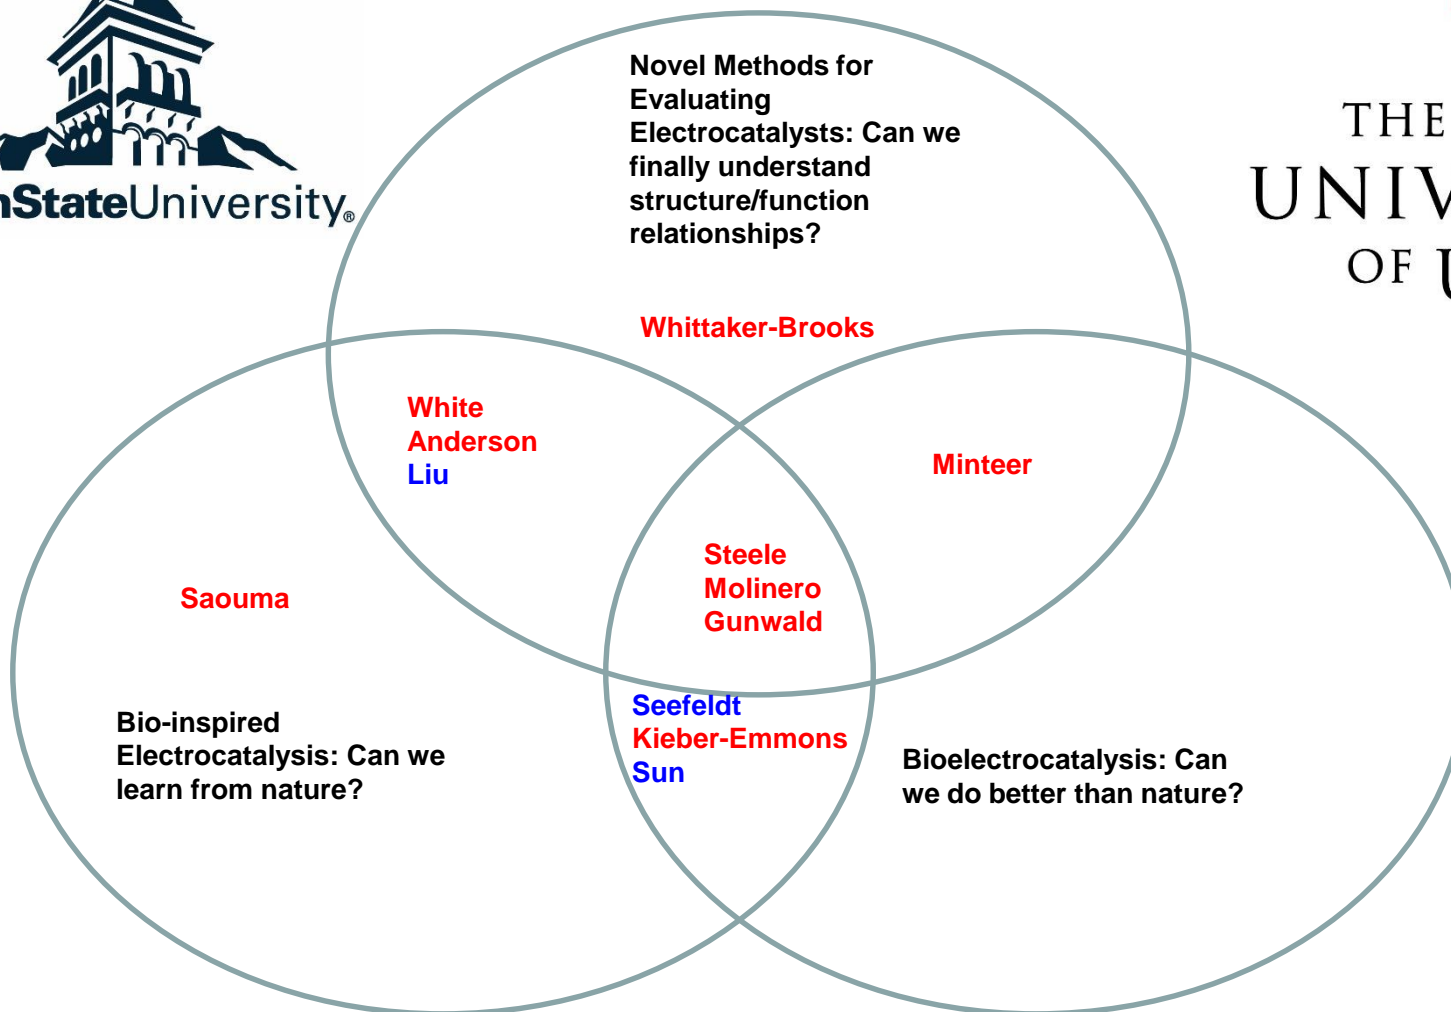 nStateUniversity®
THE
UNIV
OF U
Novel Methods for
Evaluating
Electrocatalysts: Can we
finally understand
structure/function
relationships?
Whittaker-Brooks
White
Anderson
Liu
Minteer
Steele
Molinero
Gunwald
Saouma
Seefeldt
Kieber-Emmons
Sun
Bio-inspired
Electrocatalysis: Can we
learn from nature?
Bioelectrocatalysis: Can
we do better than nature?